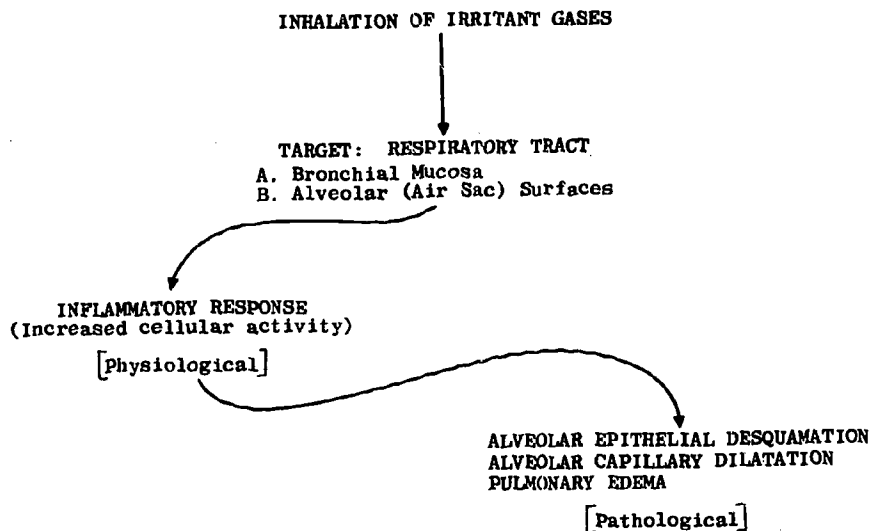 INHALATION OF IRRITANT GASES
TARGET: RESPIRATORY TRACT
A. Bronchial Mucosa
B. Alveolar (Air Sac) Surfaces
INFLAMMATORY RESPONSE
(Increased cellular activity)
[Physiological]
ALVEOLAR EPITHELIAL DESQUAMATION
ALVEOLAR CAPILLARY DILATATION
PULMONARY EDEMA
[Pathological]